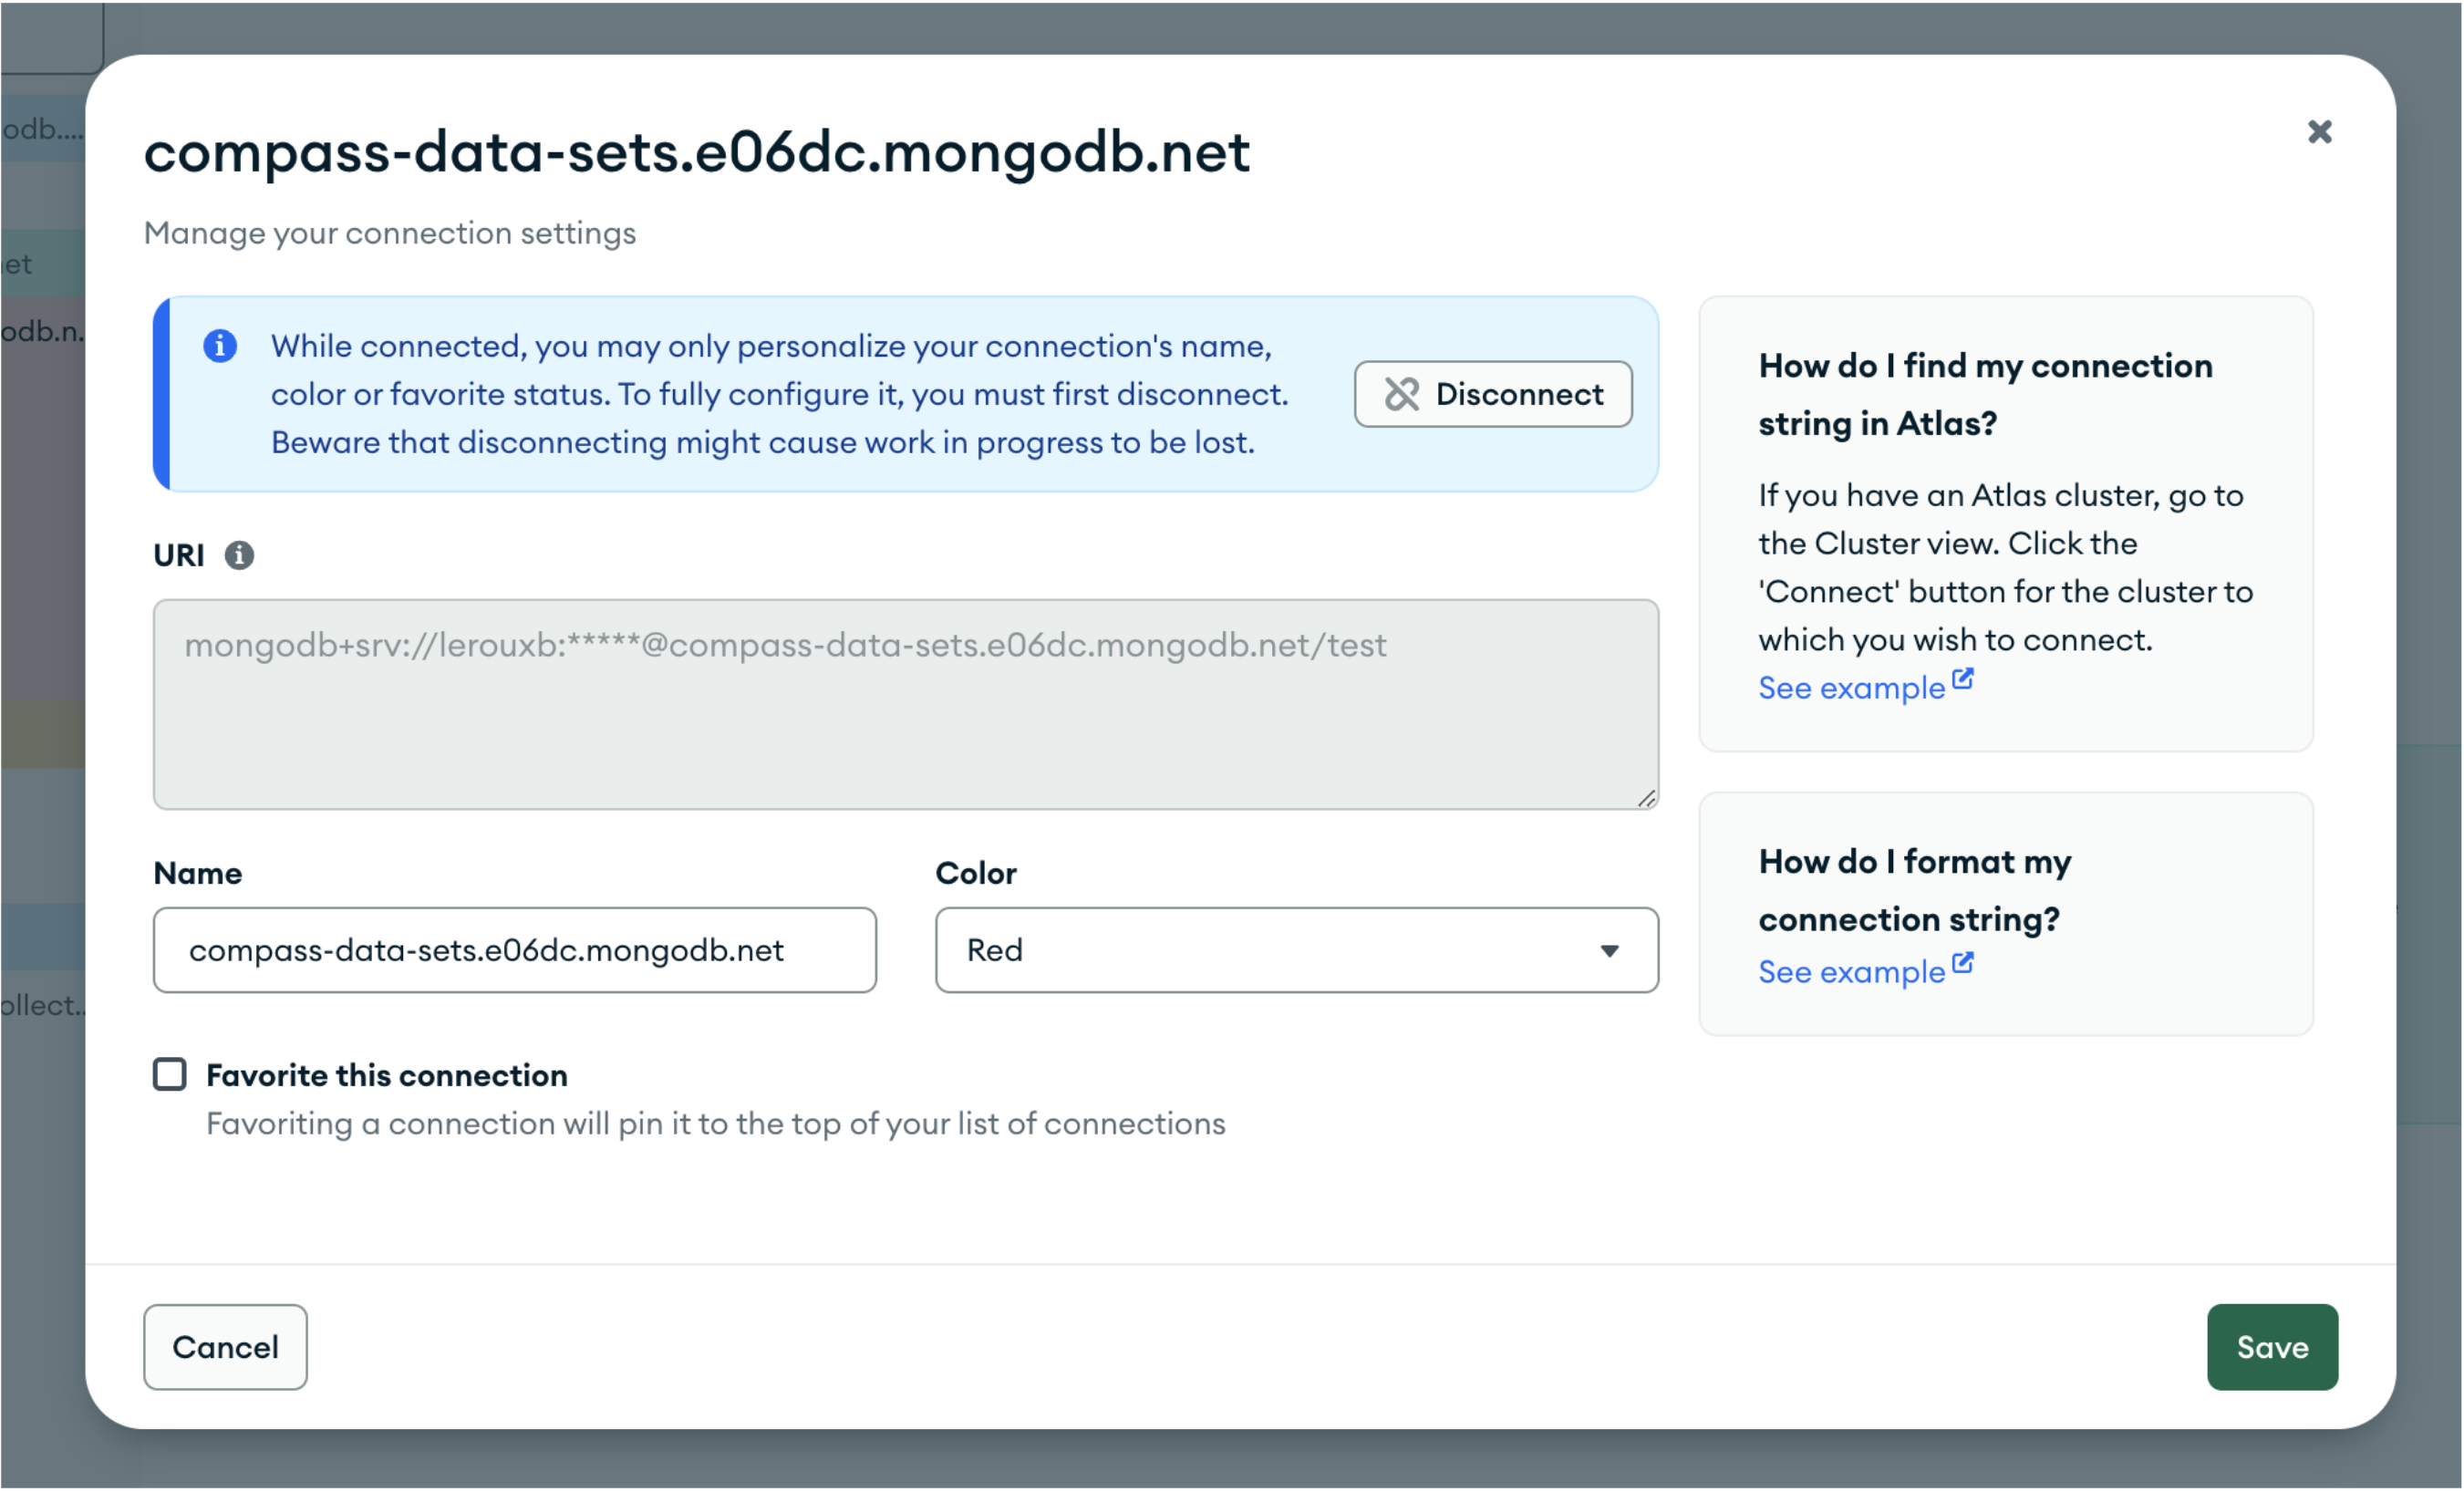 odb....
et
odb.n.
ollect..
compass-data-sets.e06dc.mongodb.net
Manage your connection settings
While connected, you may only personalize your connection's name,
color or favorite status. To fully configure it, you must first disconnect.
Beware that disconnecting might cause work in progress to be lost.
Disconnect
URI
mongodb+srv://lerouxb:*****@compass-data-sets.e06dc.mongodb.net/test
Name
compass-data-sets.e06dc.mongodb.net
Color
Red
Favorite this connection
Favoriting a connection will pin it to the top of your list of connections
How do I find my connection
string in Atlas?
If you have an Atlas cluster, go to
the Cluster view. Click the
'Connect' button for the cluster to
which you wish to connect.
See example
How do I format my
connection string?
See example
Cancel
Save